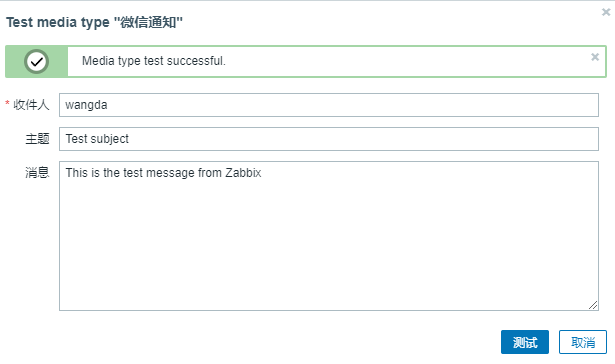 Test media type "微信通知"
Media type test successful.
* 收件人 wangda
主题 Test subject
消息 This is the test message from Zabbix
测试 取消